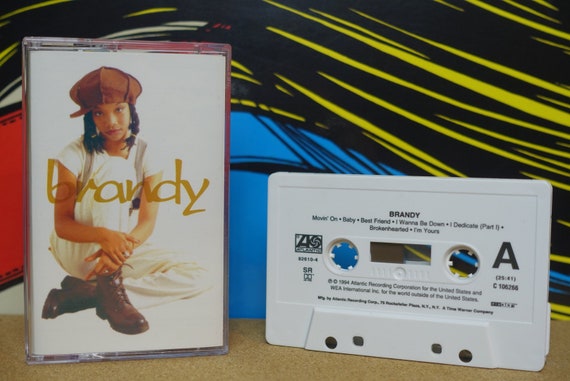 brandy
BRANDY
Movin' On • Baby • Best Friend • I Wanna Be Down • I Dedicate (Part I) •
Brokenhearted • I'm Yours
ATLANTIC
82610-4
SR
A
(25:41)
C 106266
℗ © 1994 Atlantic Recording Corporation for the United States and
WEA International Inc. for the world outside of the United States.
Mfg. by Atlantic Recording Corp., 75 Rockefeller Plaza, N.Y., N.Y. A Time Warner Company